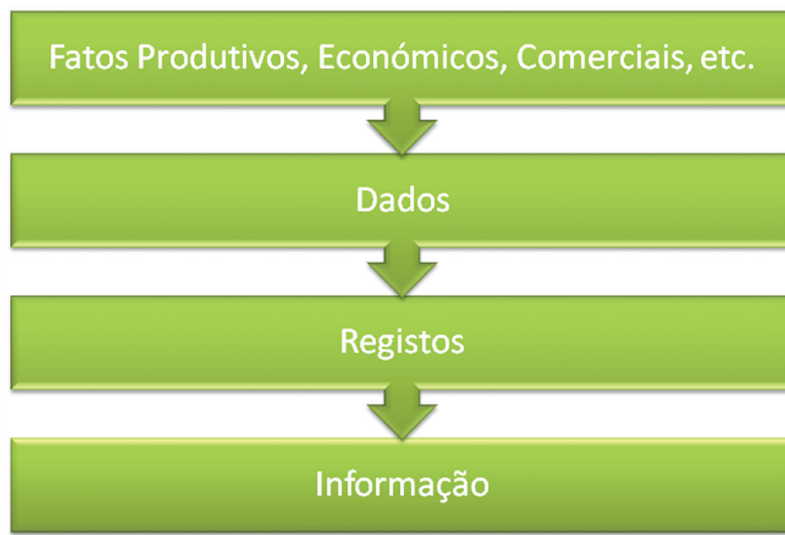 Fatos Produtivos, Económicos, Comerciais, etc.
Dados
Registos
Informação